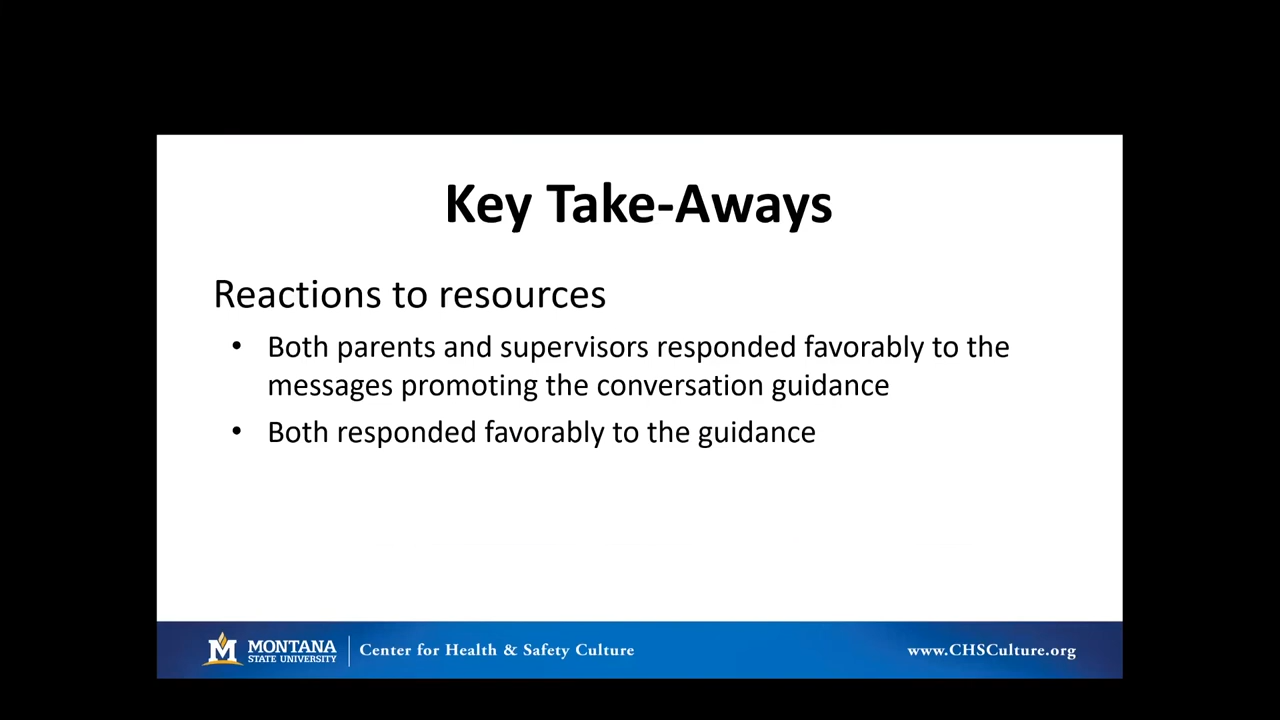 Key Take-Aways
Reactions to resources
• Both parents and supervisors responded favorably to the
messages promoting the conversation guidance
• Both responded favorably to the guidance
M MONTANA
STATE UNIVERSITY
Center for Health & Safety Culture
www.CHSCulture.org